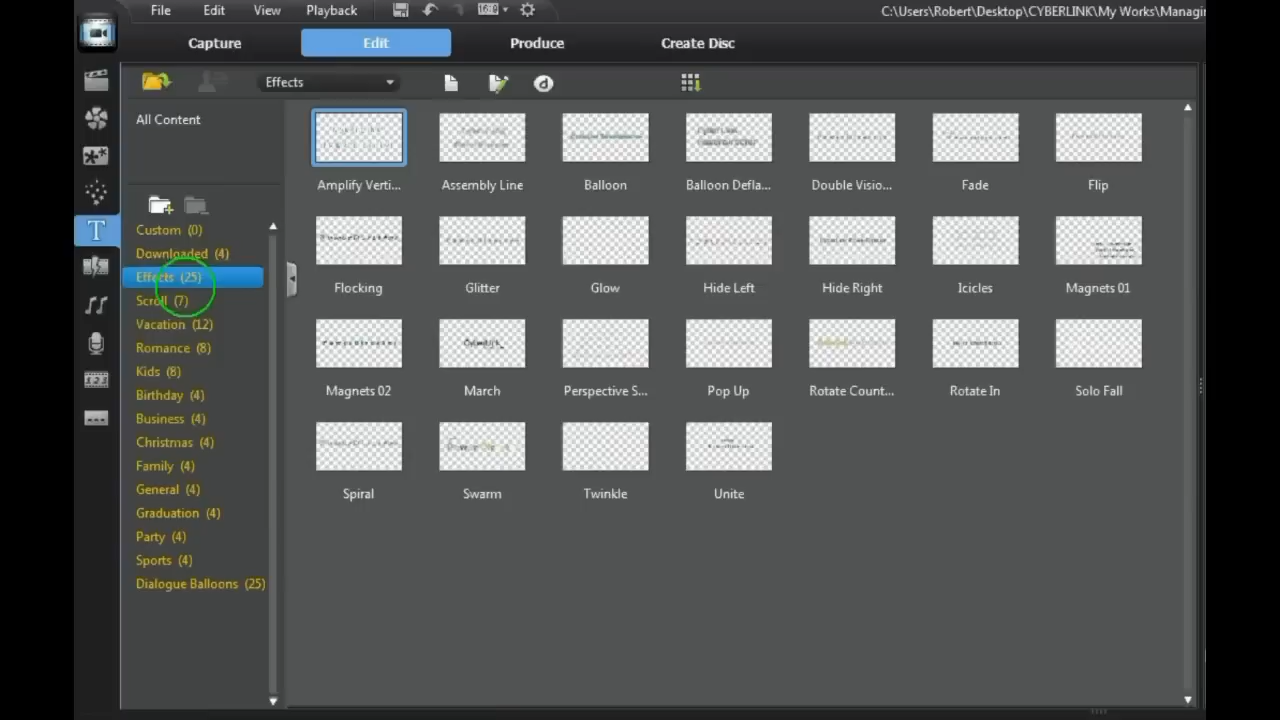 File Edit View Playback 16:9
C:\Users\Robert\Desktop\CYBERLINK\My Works\Managin
Capture Edit Produce Create Disc
Effects
All Content
Custom (0)
Downloaded (4)
Effects (25)
Scroll (7)
Vacation (12)
Romance (8)
Kids (8)
Birthday (4)
Business (4)
Christmas (4)
Family (4)
General (4)
Graduation (4)
Party (4)
Sports (4)
Dialogue Balloons (25)
Amplify Verti... Assembly Line Balloon Balloon Defla... Double Visio... Fade Flip
Flocking Glitter Glow Hide Left Hide Right Icicles Magnets 01
Magnets 02 March Perspective S... Pop Up Rotate Count... Rotate In Solo Fall
Spiral Swarm Twinkle Unite